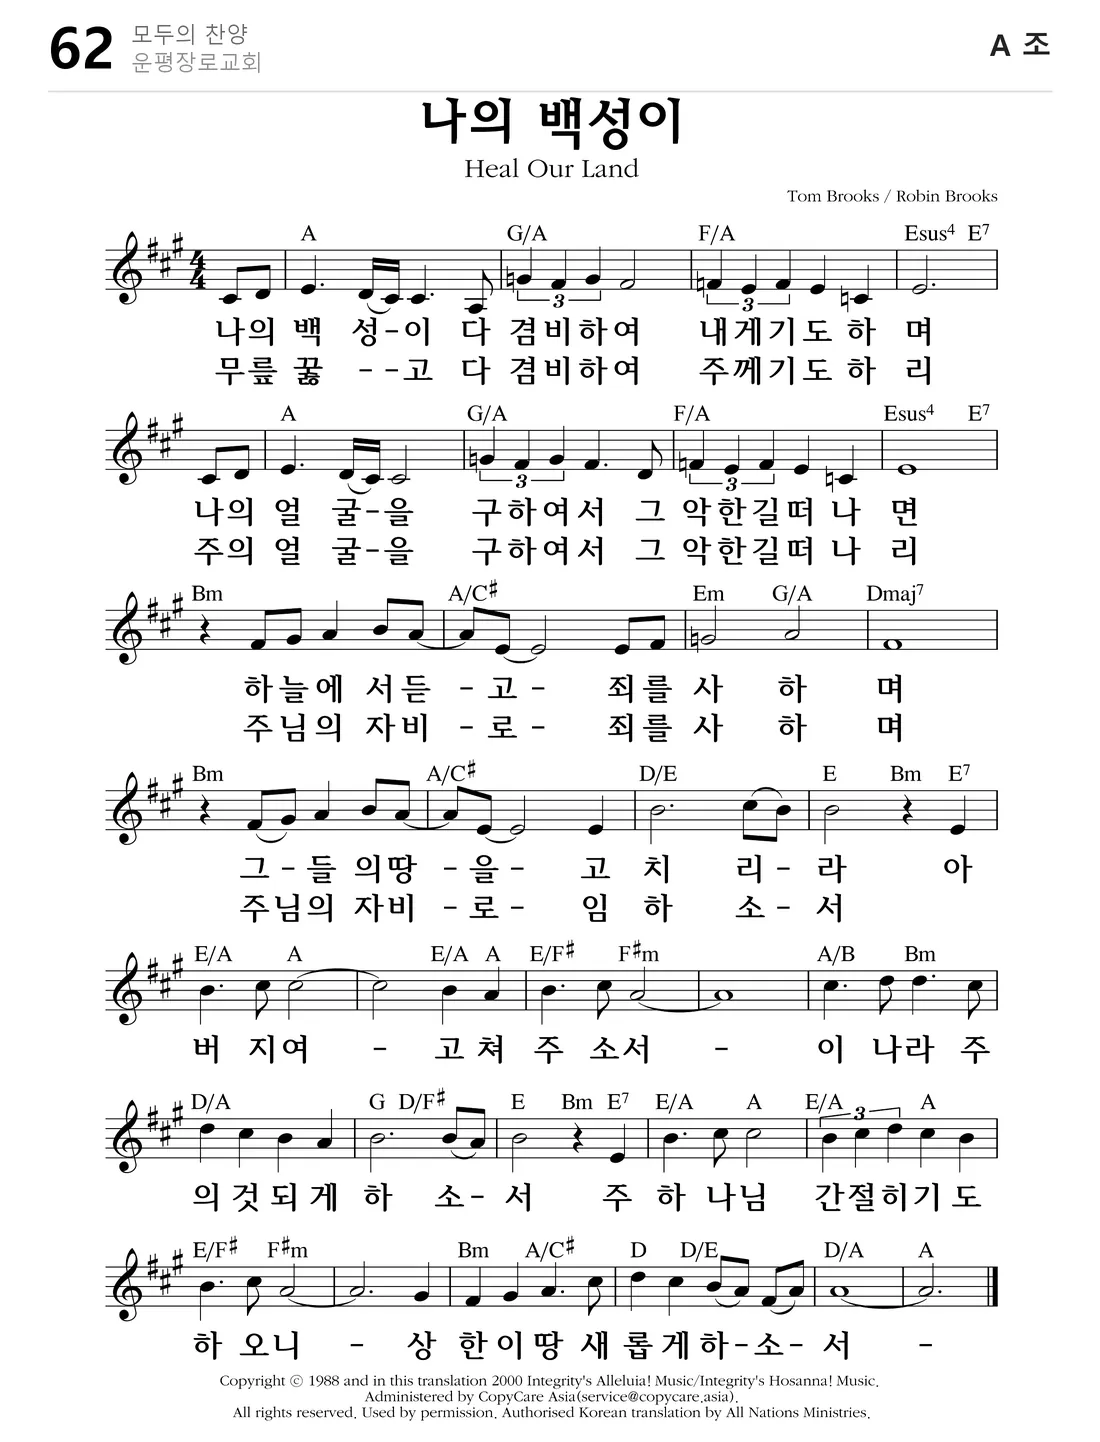 62 모두의 찬양 A 조
운평장로교회
나의 백성이
Heal Our Land
Tom Brooks / Robin Brooks
A G/A F/A Esus4 E7
3 3
나의 백 성-이 다 겸비하여 내게기도 하 며
무릎 꿇 --고 다 겸비하여 주께기도 하 리
A G/A F/A Esus4 E7
3 3
나의 얼 굴-을 구하여서 그 악한길떠 나 면
주의 얼 굴-을 구하여서 그 악한길떠 나 리
Bm A/C♯ Em G/A Dmaj7
하늘에 서듣 -고- 죄를 사 하 며
주님의 자비 -로- 죄를 사 하 며
Bm A/C♯ D/E E Bm E7
그-들 의땅 -을- 고 치 리- 라 아
주님의 자비 -로- 임 하 소- 서
E/A A E/A A E/F♯ F♯m A/B Bm
버 지여 - 고쳐 주 소서 - 이 나라 주
D/A G D/F♯ E Bm E7 E/A A E/A A
3
의것되게 하 소- 서 주 하 나님 간절히기 도
E/F♯ F♯m Bm A/C♯ D D/E D/A A
하 오니 - 상 한이땅 새 롭게하-소- 서 -
Copyright ⓒ 1988 and in this translation 2000 Integrity's Alleluia! Music/Integrity's Hosanna! Music.
Administered by CopyCare Asia(service@copycare.asia).
All rights reserved. Used by permission. Authorised Korean translation by All Nations Ministries.